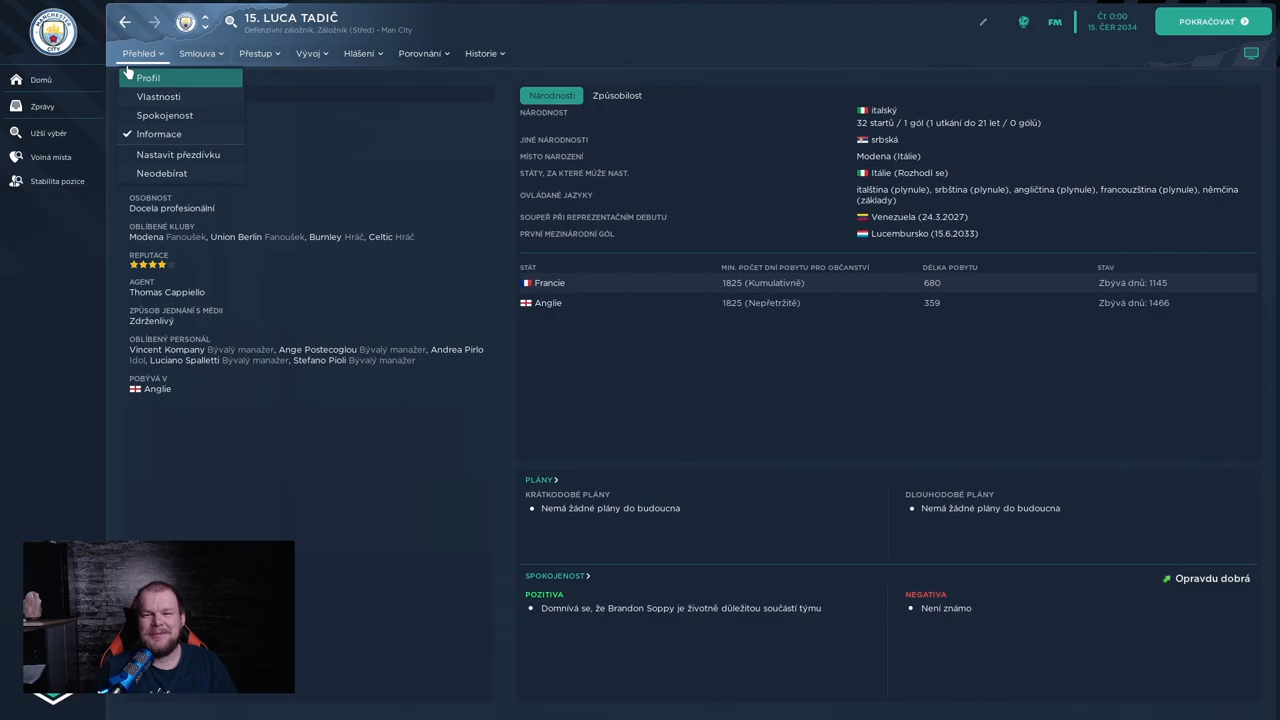 15. LUCA TADIČ
Defenzivní záložník, Záložník (Střed) - Man City
FM
Čt 0:00
15. ČER 2034
POKRAČOVAT
Přehled
Smlouva
Přestup
Vývoj
Hlášení
Porovnání
Historie
Domů
Zprávy
Užší výběr
Volná místa
Stabilita pozice
Profil
Vlastnosti
Spokojenost
Informace
Nastavit přezdívku
Neodebírat
OSOBNOST
Docela profesionální
OBLÍBENÉ KLUBY
Modena Fanoušek, Union Berlin Fanoušek, Burnley Hráč, Celtic Hráč
REPUTACE
AGENT
Thomas Cappiello
ZPŮSOB JEDNÁNÍ S MÉDII
Zdrženlivý
OBLÍBENÝ PERSONÁL
Vincent Kompany Bývalý manažer, Ange Postecoglou Bývalý manažer, Andrea Pirlo
Idol, Luciano Spalletti Bývalý manažer, Stefano Pioli Bývalý manažer
POBÝVÁ V
Anglie
Národnosti
Způsobilost
NÁRODNOST
italský
32 startů / 1 gól (1 utkání do 21 let / 0 gólů)
JINÉ NÁRODNOSTI
srbská
MÍSTO NAROZENÍ
Modena (Itálie)
STÁTY, ZA KTERÉ MŮŽE NAST.
Itálie (Rozhodl se)
OVLÁDANÉ JAZYKY
italština (plynule), srbština (plynule), angličtina (plynule), francouzština (plynule), němčina
(základy)
SOUPEŘ PŘI REPREZENTAČNÍM DEBUTU
Venezuela (24.3.2027)
PRVNÍ MEZINÁRODNÍ GÓL
Lucembursko (15.6.2033)
STÁT
MIN. POČET DNÍ POBYTU PRO OBČANSTVÍ
DÉLKA POBYTU
STAV
Francie
1825 (Kumulativně)
680
Zbývá dnů: 1145
Anglie
1825 (Nepřetržitě)
359
Zbývá dnů: 1466
PLÁNY
KRÁTKODOBÉ PLÁNY
Nemá žádné plány do budoucna
DLOUHODOBÉ PLÁNY
Nemá žádné plány do budoucna
SPOKOJENOST
Opravdu dobrá
POZITIVA
Domnívá se, že Brandon Soppy je životně důležitou součástí týmu
NEGATIVA
Není známo